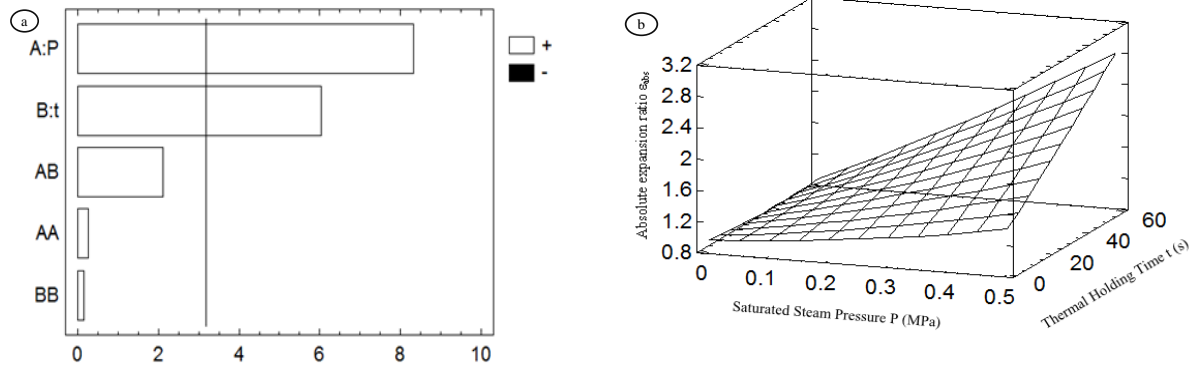 a
A:P
B:t
AB
AA
BB
0 2 4 6 8 10
+
-
b
Absolute expansion ratio εabs
3.2
2.8
2.4
2
1.6
1.2
0.8
0 0.1 0.2 0.3 0.4 0.5
Saturated Steam Pressure P (MPa)
0 20 40 60
Thermal Holding Time t (s)